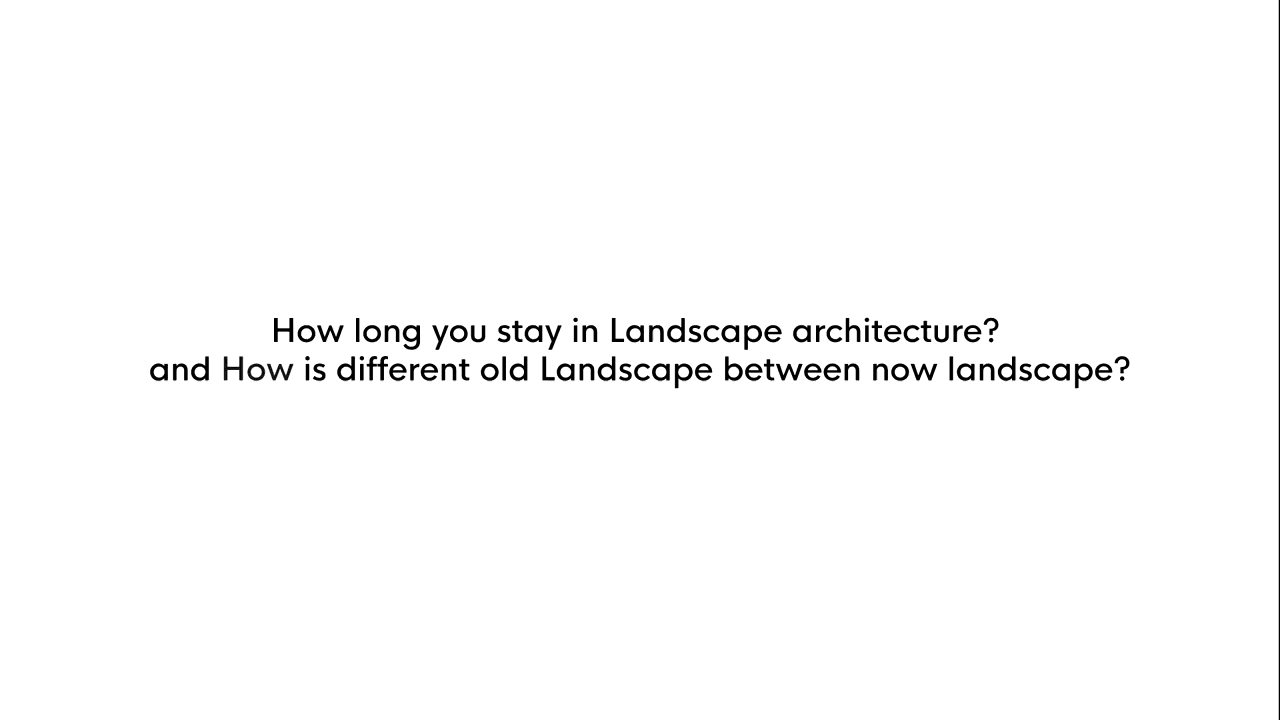 How long you stay in Landscape architecture?
and How is different old Landscape between now landscape?